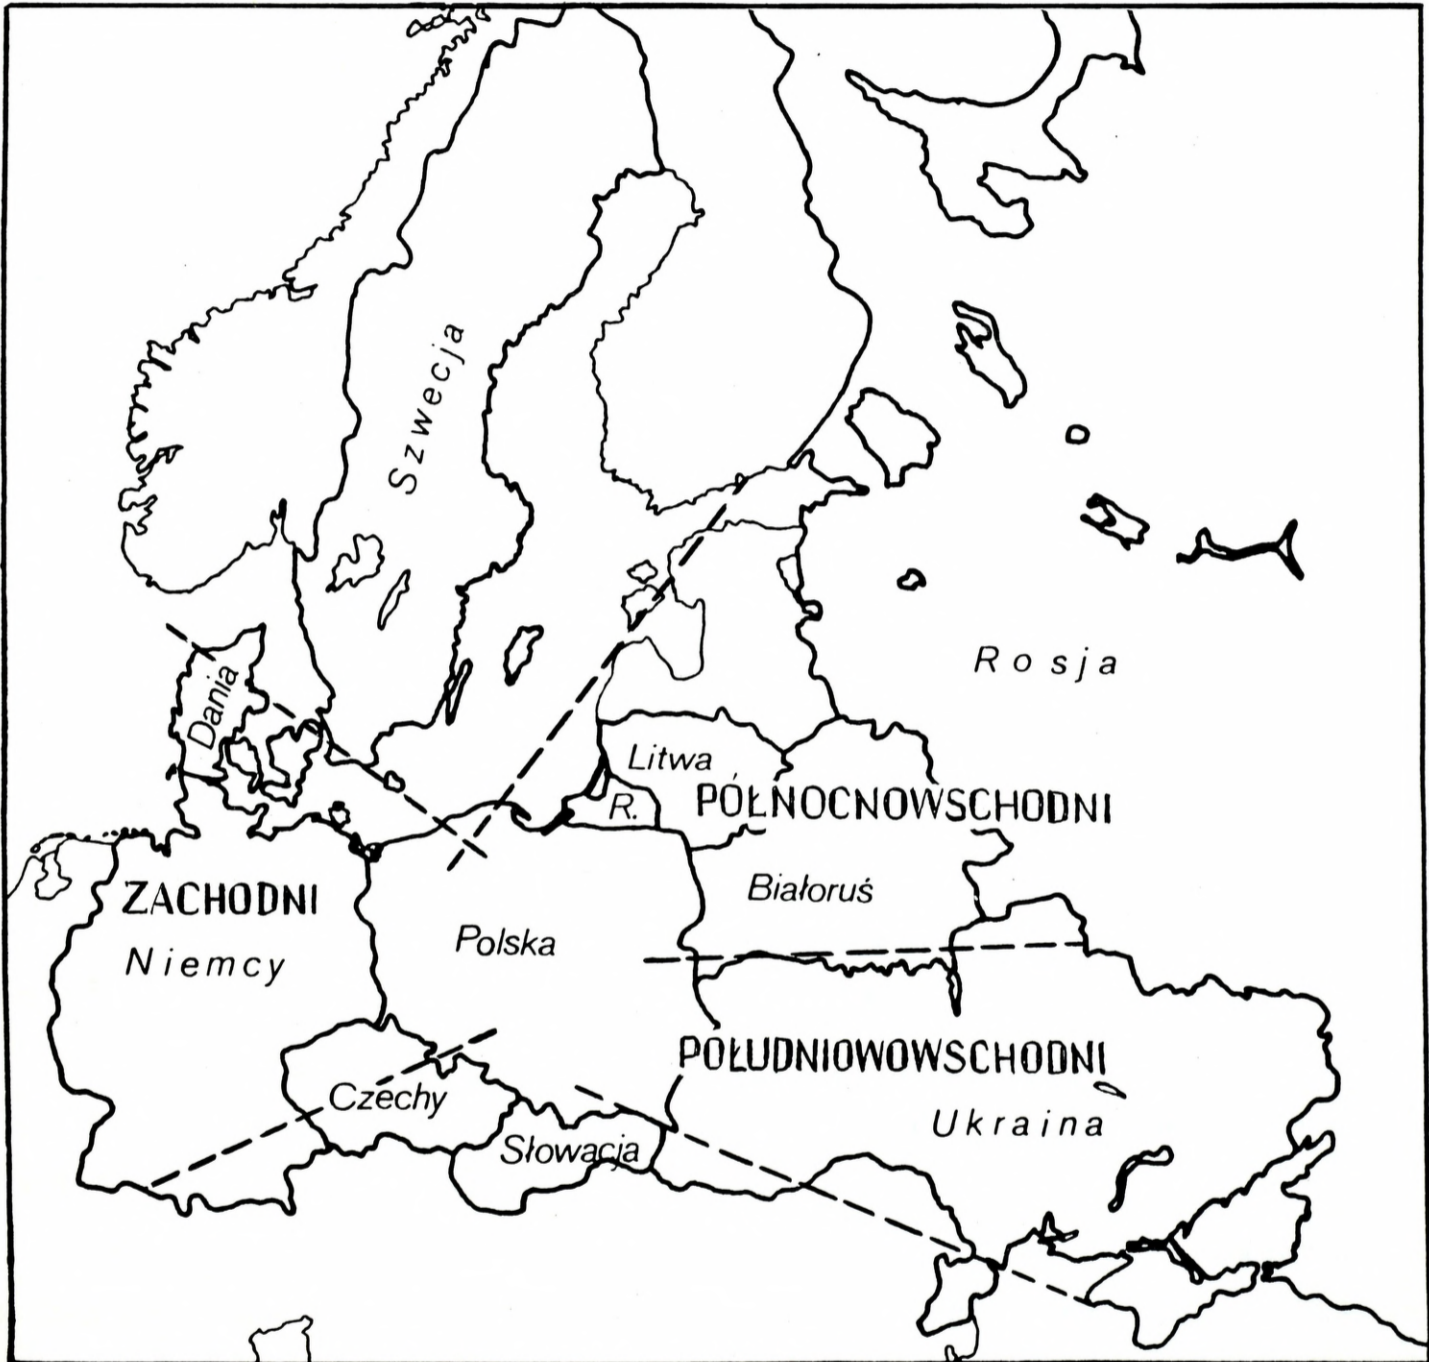 Szwecja
Rosja
Dania
Litwa
R.
PÓŁNOCNOWSCHODNI
ZACHODNI
Białoruś
Niemcy
Polska
POŁUDNIOWOWSCHODNI
Czechy
Ukraina
Słowacja